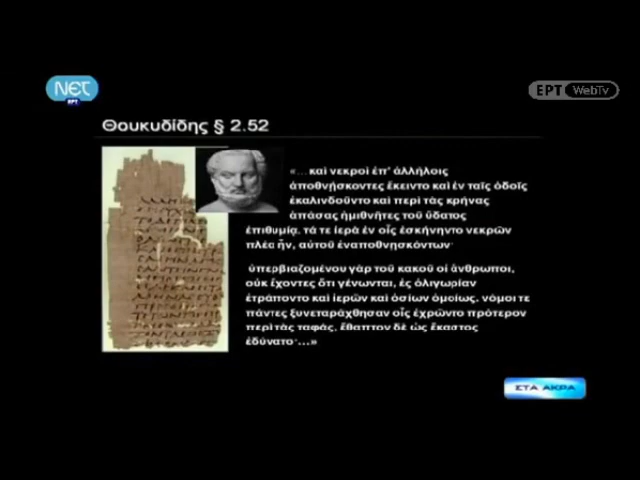 ΝΕΤ
ΕΡΤ
ΕΡΤ WebTv
Θουκυδίδης § 2.52
«...καὶ νεκροὶ ἐπ' ἀλλήλοις
ἀποθνῄσκοντες ἔκειντο καὶ ἐν ταῖς ὁδοῖς
ἐκαλινδοῦντο καὶ περὶ τὰς κρήνας
ἁπάσας ἡμιθνῆτες τοῦ ὕδατος
ἐπιθυμίᾳ. τά τε ἱερὰ ἐν οἷς ἐσκήνηντο νεκρῶν
πλέα ἦν, αὐτοῦ ἐναποθνῃσκόντων·
ὑπερβιαζομένου γὰρ τοῦ κακοῦ οἱ ἄνθρωποι,
οὐκ ἔχοντες ὅτι γένωνται, ἐς ὀλιγωρίαν
ἐτράποντο καὶ ἱερῶν καὶ ὁσίων ὁμοίως. νόμοι τε
πάντες ξυνεταράχθησαν οἷς ἐχρῶντο πρότερον
περὶ τὰς ταφάς, ἔθαπτον δὲ ὡς ἕκαστος
ἐδύνατο·...»
ΣΤΑ ΑΚΡΑ